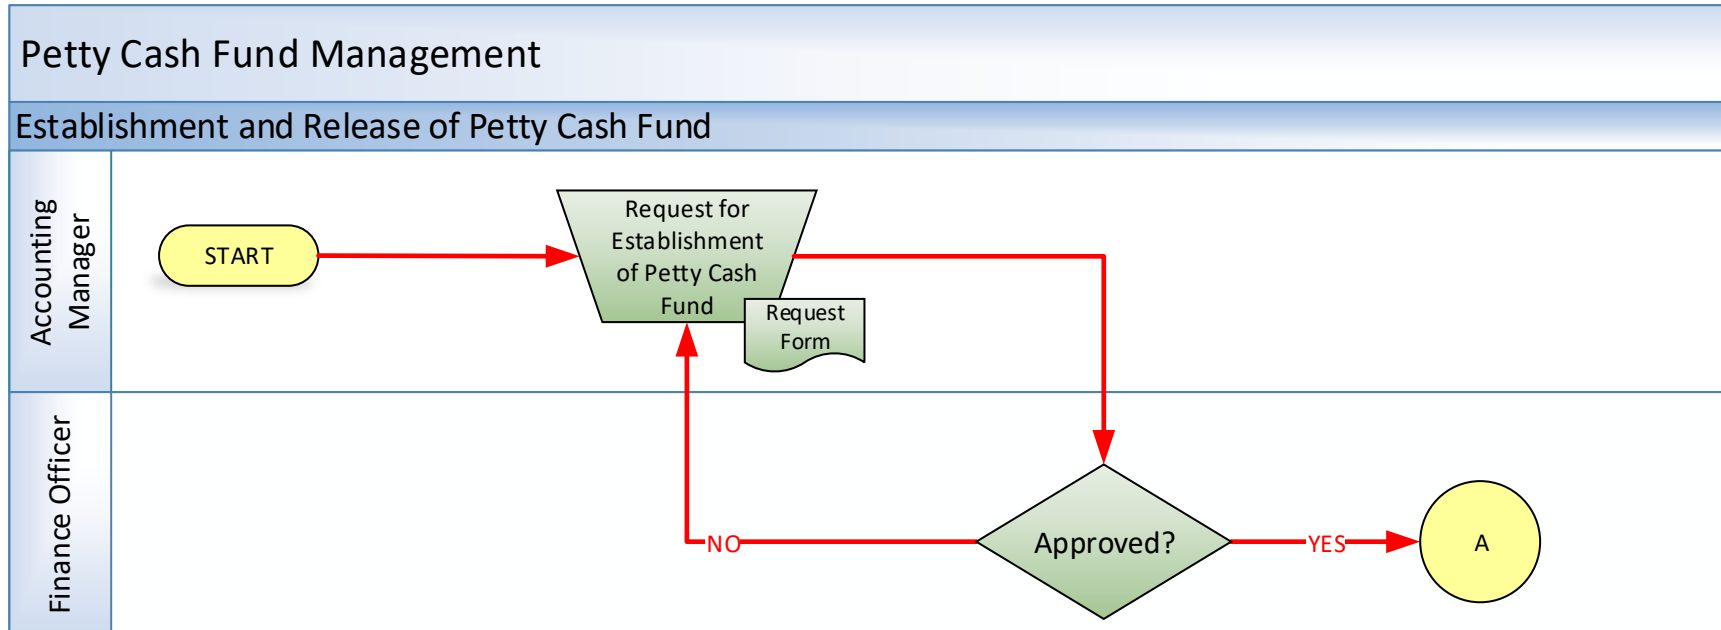 Petty Cash Fund Management
Establishment and Release of Petty Cash Fund
Accounting
Manager
START
Request for
Establishment
of Petty Cash
Fund
Request
Form
Finance Officer
NO
Approved?
YES
A